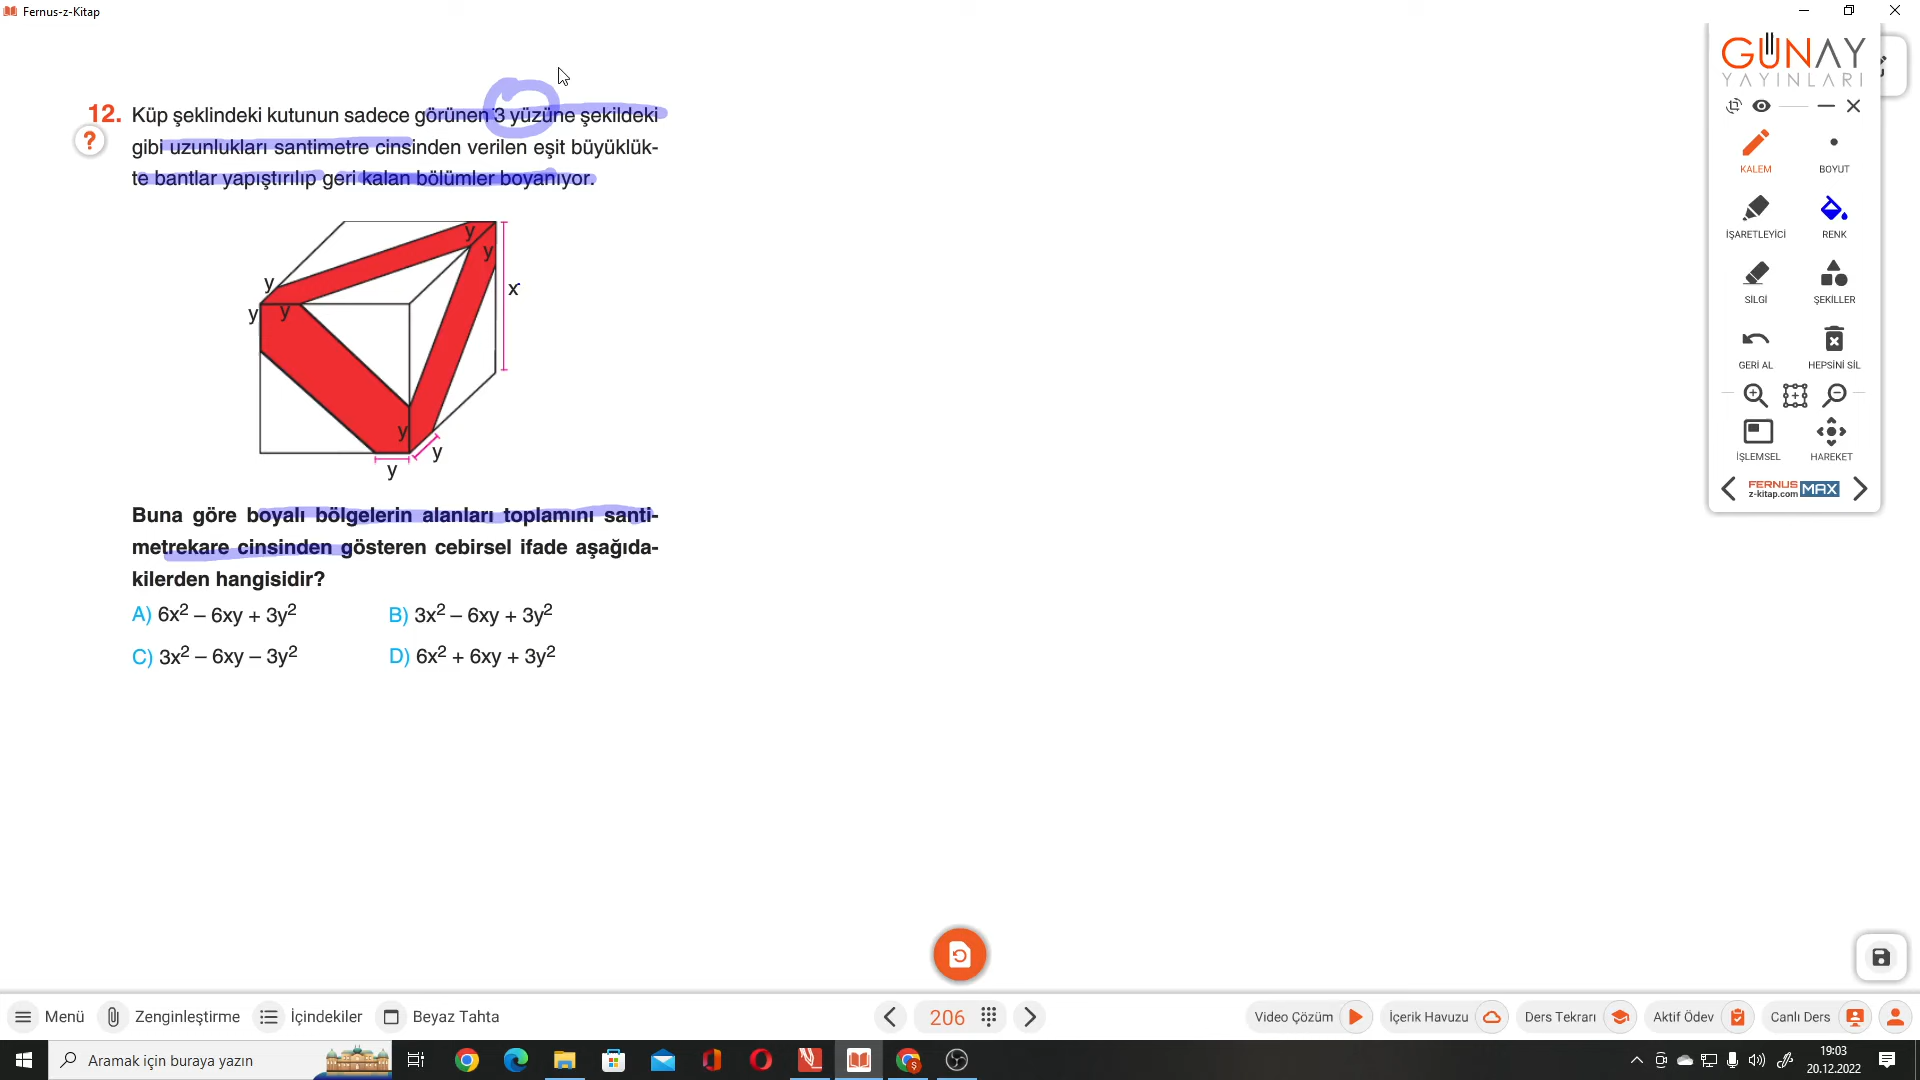 Fernus-z-Kitap
12. Küp şeklindeki kutunun sadece görünen 3 yüzüne şekildeki
? gibi uzunlukları santimetre cinsinden verilen eşit büyüklük-
te bantlar yapıştırılıp geri kalan bölümler boyanıyor.
y
y
y
x
y
y
y
y
y
y
Buna göre boyalı bölgelerin alanları toplamını santi-
metrekare cinsinden gösteren cebirsel ifade aşağıda-
kilerden hangisidir?
A) 6x² – 6xy + 3y² B) 3x² – 6xy + 3y²
C) 3x² – 6xy – 3y² D) 6x² + 6xy + 3y²
GÜNAY
YAYINLARI
KALEM BOYUT
İŞARETLEYİCİ RENK
SİLGİ ŞEKİLLER
GERİ AL HEPSİNİ SİL
İŞLEMSEL HAREKET
FERNUS
z-kitap.com MAX
Menü Zenginleştirme İçindekiler Beyaz Tahta 206 Video Çözüm İçerik Havuzu Ders Tekrarı Aktif Ödev Canlı Ders
Aramak için buraya yazın
19:03
20.12.2022